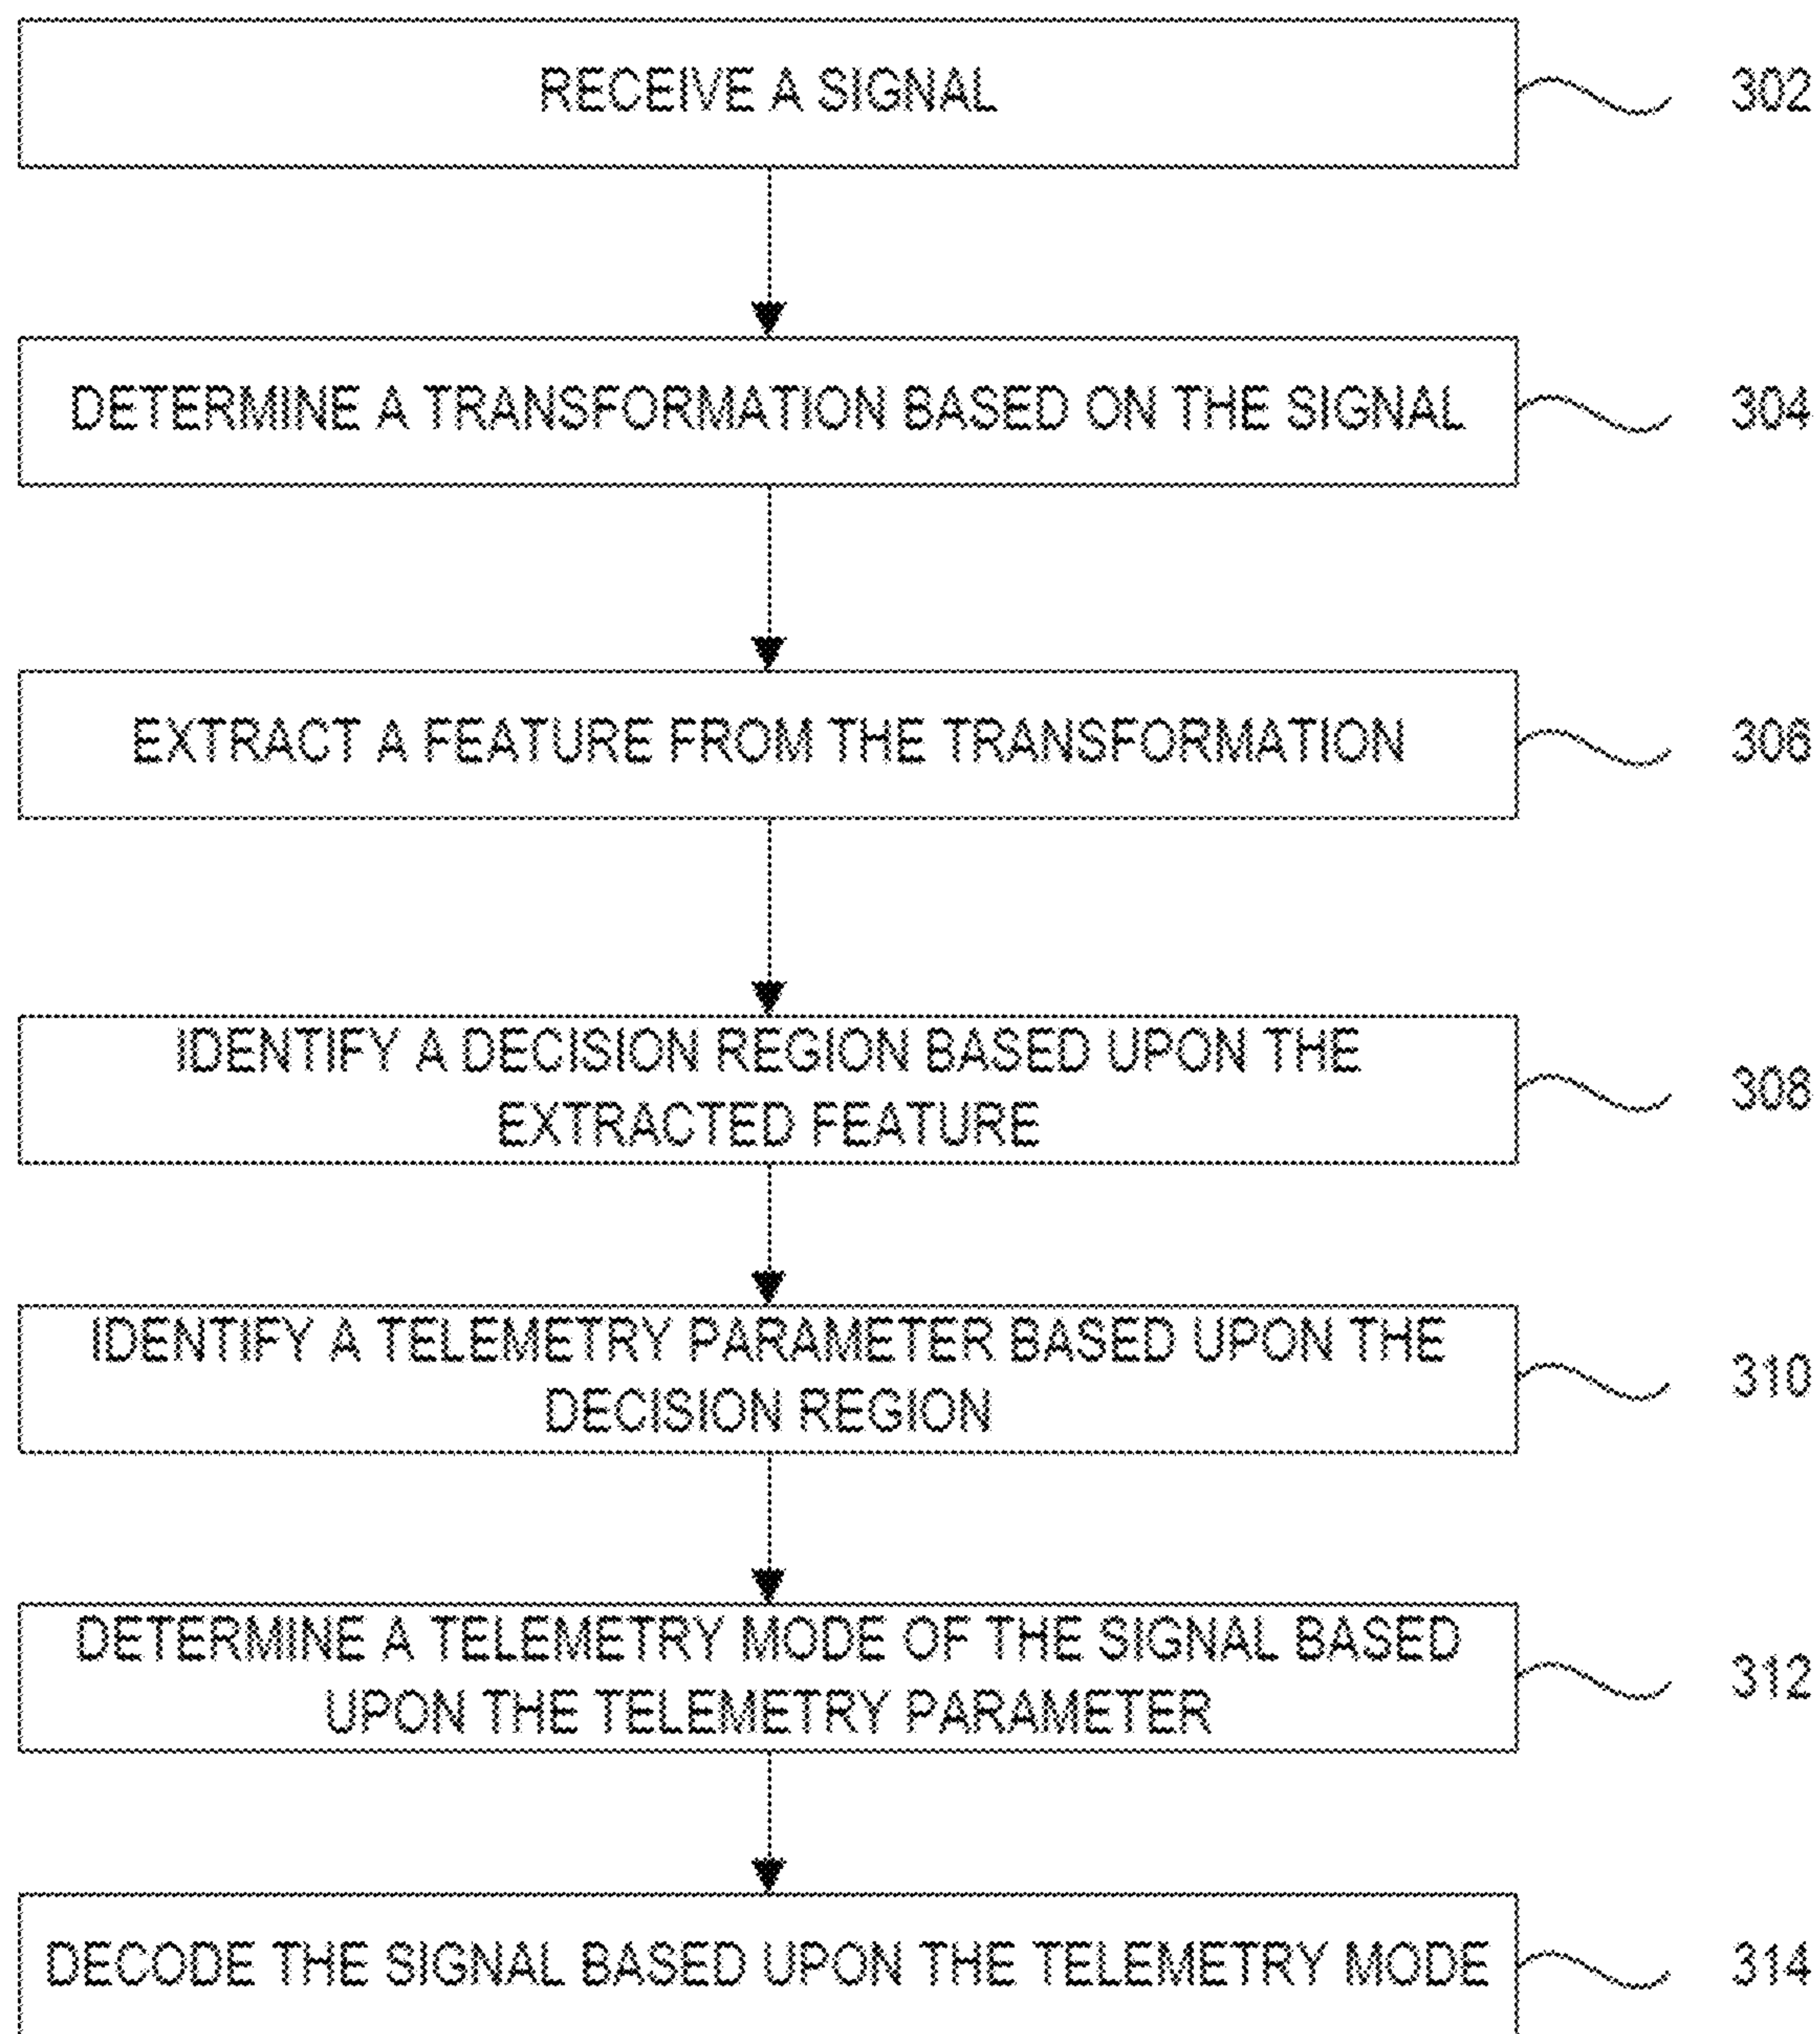 RECEIVE A SIGNAL
302
DETERMINE A TRANSFORMATION BASED ON THE SIGNAL
304
EXTRACT A FEATURE FROM THE TRANSFORMATION
306
IDENTIFY A DECISION REGION BASED UPON THE
EXTRACTED FEATURE
308
IDENTIFY A TELEMETRY PARAMETER BASED UPON THE
DECISION REGION
310
DETERMINE A TELEMETRY MODE OF THE SIGNAL BASED
UPON THE TELEMETRY PARAMETER
312
DECODE THE SIGNAL BASED UPON THE TELEMETRY MODE
314